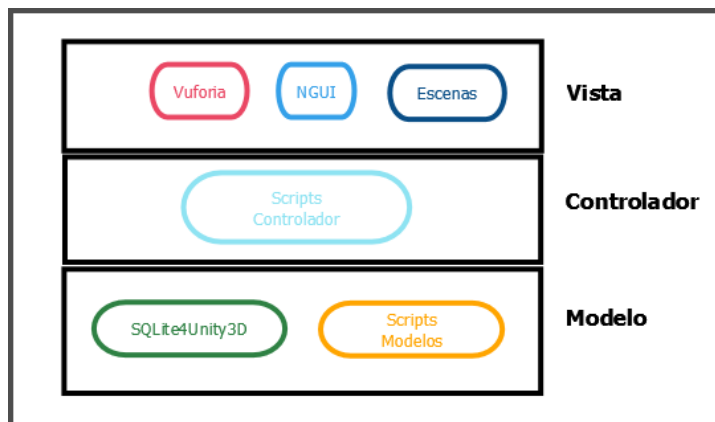 Vuforia
NGUI
Escenas
Vista
Scripts
Controlador
Controlador
SQLite4Unity3D
Scripts
Modelos
Modelo